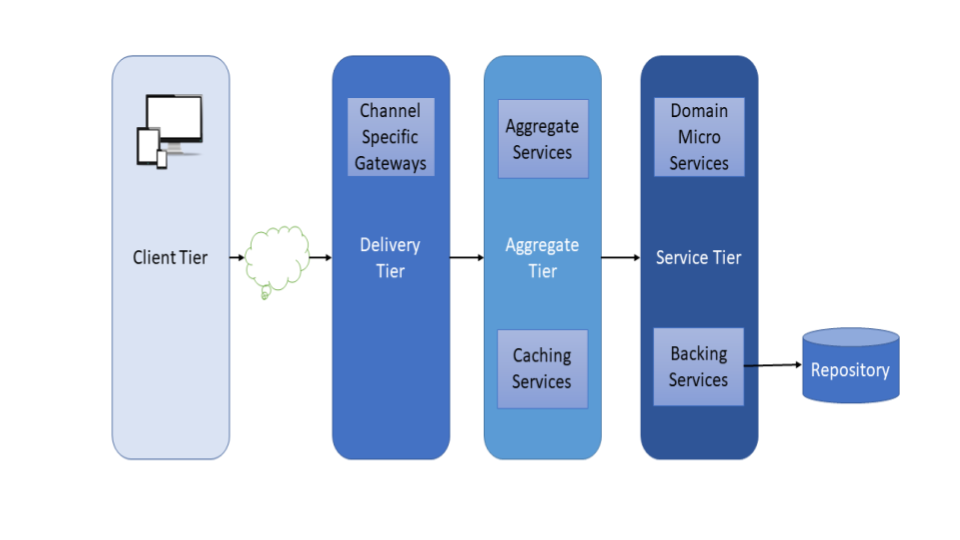 Client Tier
Channel
Specific
Gateways
Delivery
Tier
Aggregate
Services
Aggregate
Tier
Caching
Services
Domain
Micro
Services
Service Tier
Backing
Services
Repository